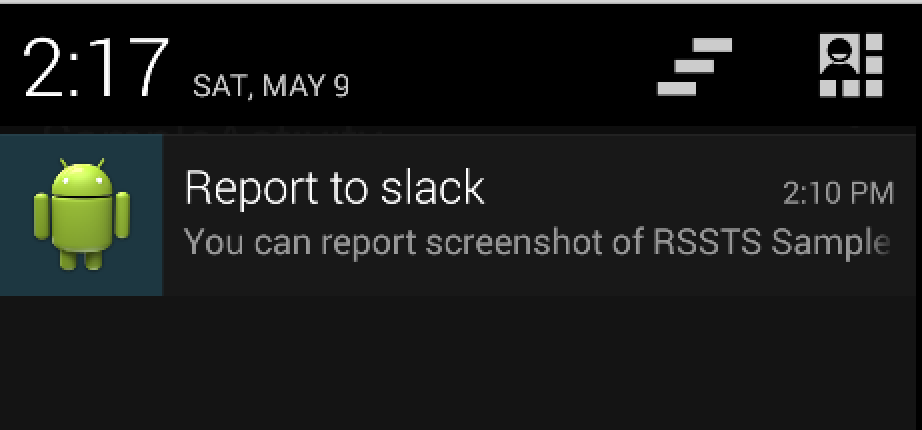 2:17 SAT, MAY 9
Report to slack 2:10 PM
You can report screenshot of RSSTS Sample